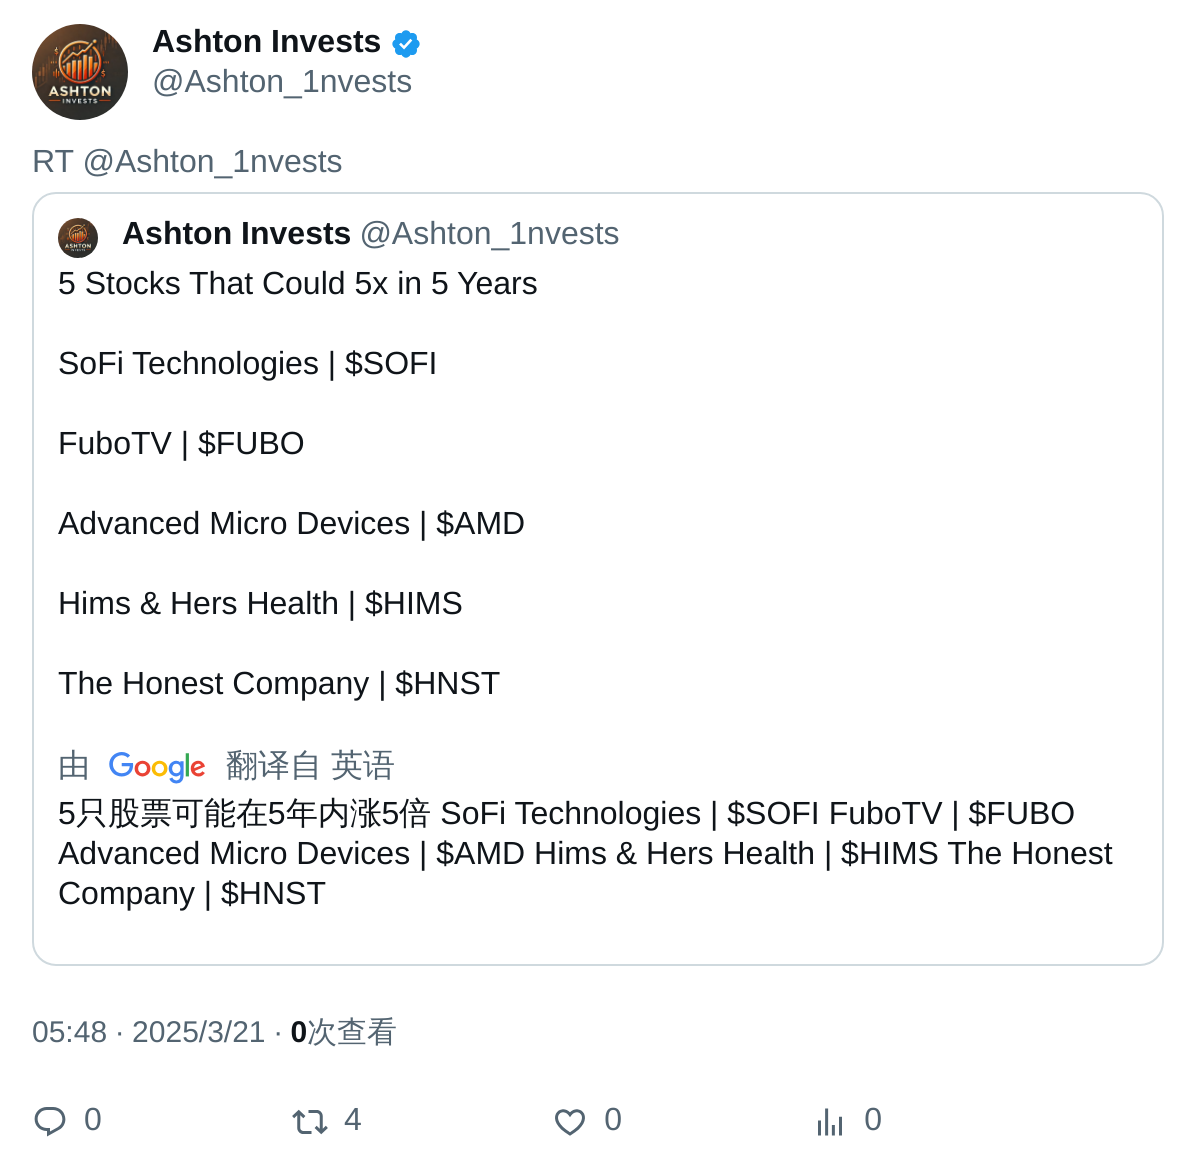 Ashton Invests
@Ashton_1nvests
ASHTON
INVESTS
RT @Ashton_1nvests
Ashton Invests @Ashton_1nvests
ASHTON
5 Stocks That Could 5x in 5 Years
SoFi Technologies | $SOFI
FuboTV | $FUBO
Advanced Micro Devices | $AMD
Hims & Hers Health | $HIMS
The Honest Company | $HNST
由 Google 翻译自 英语
5只股票可能在5年内涨5倍 SoFi Technologies | $SOFI FuboTV | $FUBO
Advanced Micro Devices | $AMD Hims & Hers Health | $HIMS The Honest
Company | $HNST
05:48 · 2025/3/21 · 0次查看
0 4 0 0